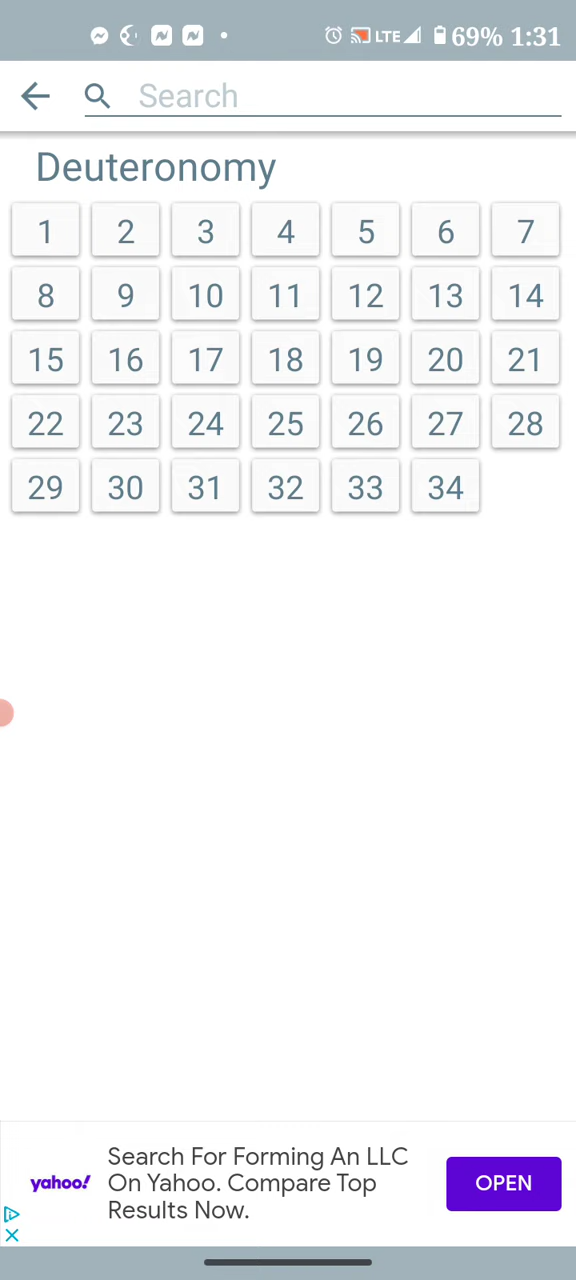 LTE 69% 1:31
Search
Deuteronomy
1 2 3 4 5 6 7
8 9 10 11 12 13 14
15 16 17 18 19 20 21
22 23 24 25 26 27 28
29 30 31 32 33 34
Search For Forming An LLC
yahoo! On Yahoo. Compare Top
Results Now.
OPEN